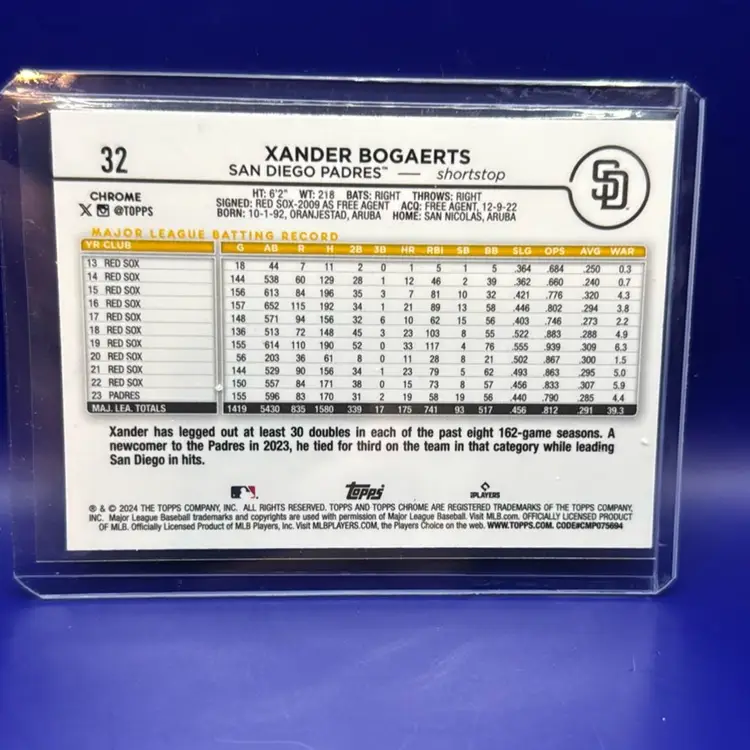 32
XANDER BOGAERTS
SAN DIEGO PADRES™ — shortstop
SD
CHROME
X @TOPPS
HT: 6'2" WT: 218 BATS: RIGHT THROWS: RIGHT
SIGNED: RED SOX-2009 AS FREE AGENT ACQ: FREE AGENT, 12-9-22
BORN: 10-1-92, ORANJESTAD, ARUBA HOME: SAN NICOLAS, ARUBA
MAJOR LEAGUE BATTING RECORD
YR CLUB G AB R H 2B 3B HR RBI SB BB SLG OPS AVG WAR
13 RED SOX 18 44 7 11 2 0 1 5 1 5 .364 .684 .250 0.3
14 RED SOX 144 538 60 129 28 1 12 46 2 39 .362 .660 .240 0.7
15 RED SOX 156 613 84 196 35 3 7 81 10 32 .421 .776 .320 4.3
16 RED SOX 157 652 115 192 34 1 21 89 13 58 .446 .802 .294 3.8
17 RED SOX 148 571 94 156 32 6 10 62 15 56 .403 .746 .273 2.2
18 RED SOX 136 513 72 148 45 3 23 103 8 55 .522 .883 .288 4.9
19 RED SOX 155 614 110 190 52 0 33 117 4 76 .555 .939 .309 6.3
20 RED SOX 56 203 36 61 8 0 11 28 8 21 .502 .867 .300 1.5
21 RED SOX 144 529 90 156 34 1 23 79 5 62 .493 .863 .295 5.0
22 RED SOX 150 557 84 171 38 0 15 73 8 57 .456 .833 .307 5.9
23 PADRES 155 596 83 170 31 2 19 58 19 56 .440 .790 .285 4.4
MAJ. LEA. TOTALS 1419 5430 835 1580 339 17 175 741 93 517 .456 .812 .291 39.3
Xander has legged out at least 30 doubles in each of the past eight 162-game seasons. A
newcomer to the Padres in 2023, he tied for third on the team in that category while leading
San Diego in hits.
topps
PLAYERS
® & © 2024 THE TOPPS COMPANY, INC. ALL RIGHTS RESERVED. TOPPS AND TOPPS CHROME ARE REGISTERED TRADEMARKS OF THE TOPPS COMPANY,
INC. Major League Baseball trademarks and copyrights are used with permission of Major League Baseball. Visit MLB.com. OFFICIALLY LICENSED PRODUCT
OF MLB. Officially Licensed Product of MLB Players, Inc. Visit MLBPLAYERS.COM, the Players Choice on the web. WWW.TOPPS.COM. CODE#CMP075694